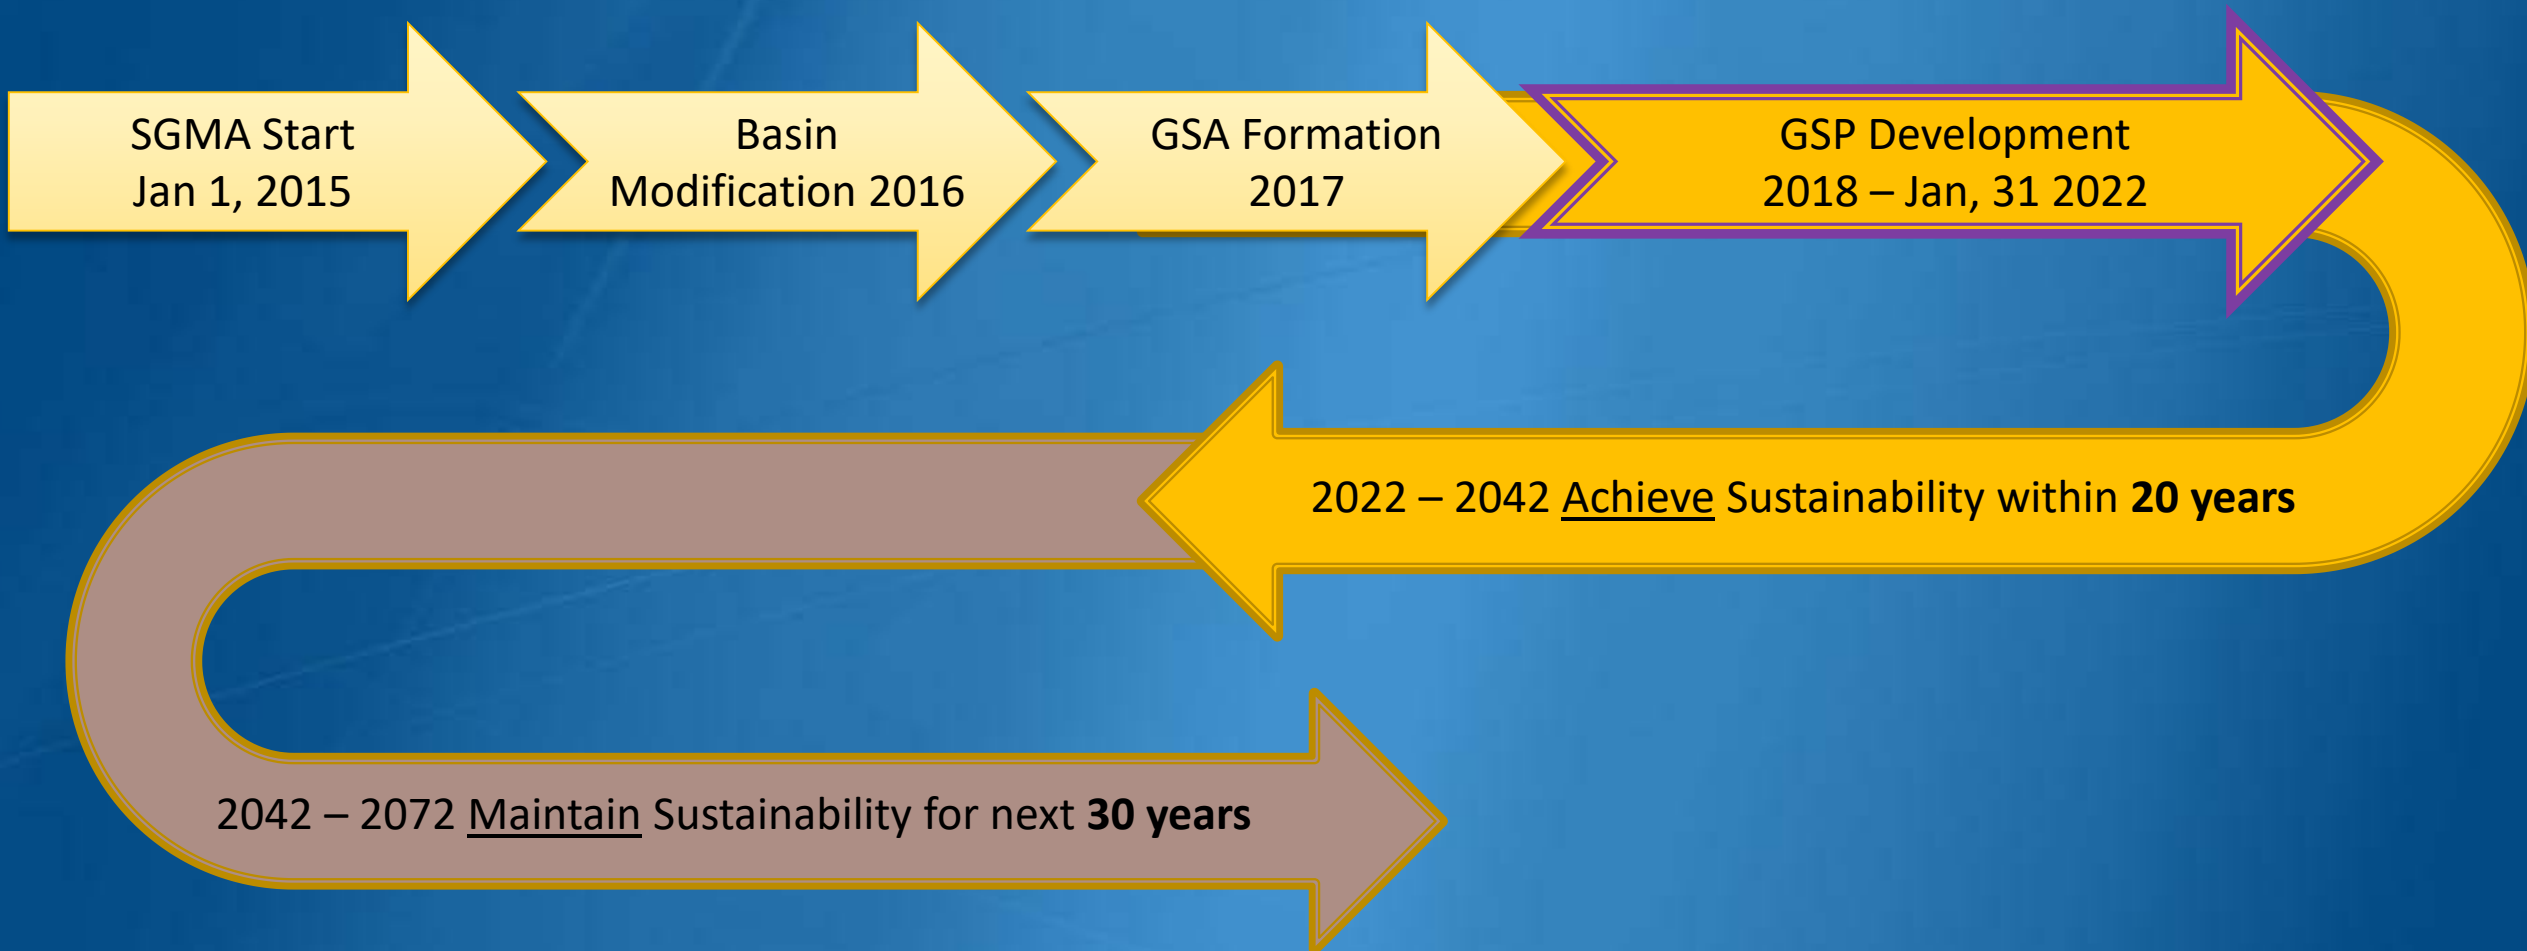 SGMA Start
Jan 1, 2015
Basin
Modification 2016
GSA Formation
2017
GSP Development
2018 – Jan, 31 2022
2022 – 2042 Achieve Sustainability within 20 years
2042 – 2072 Maintain Sustainability for next 30 years